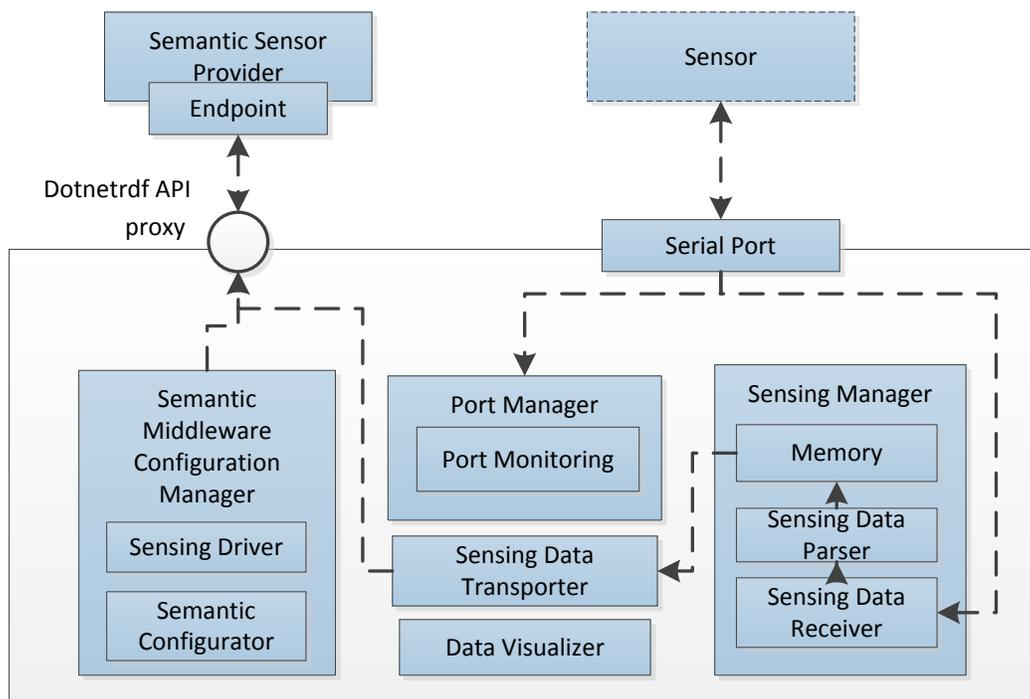 Semantic Sensor
Provider
Endpoint
Sensor
Dotnetrdf API
proxy
Serial Port
Semantic
Middleware
Configuration
Manager
Sensing Driver
Semantic
Configurator
Port Manager
Port Monitoring
Sensing Data
Transporter
Data Visualizer
Sensing Manager
Memory
Sensing Data
Parser
Sensing Data
Receiver